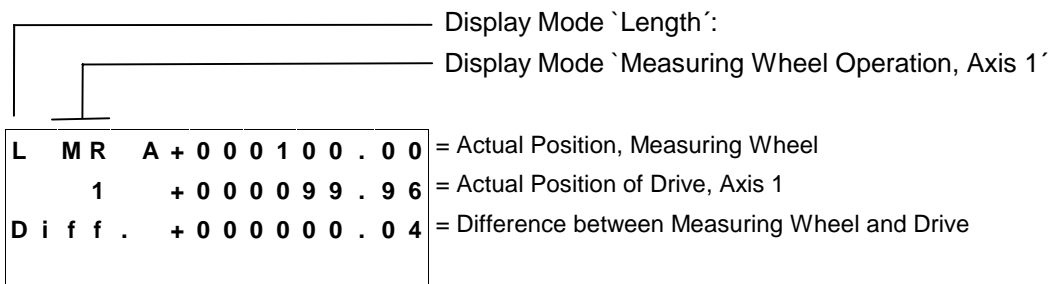 Display Mode `Length´:
Display Mode `Measuring Wheel Operation, Axis 1´
L MR A+000100.00 = Actual Position, Measuring Wheel
1 +000099.96 = Actual Position of Drive, Axis 1
Diff. +000000.04 = Difference between Measuring Wheel and Drive